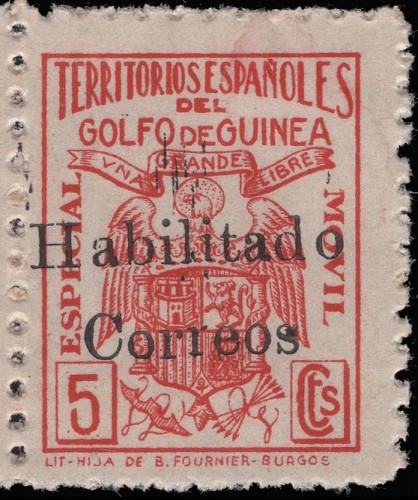 TERRITORIOS ESPAÑOLES
DEL
GOLFO DE GUINEA
UNA GRANDE LIBRE
ESPECIAL
MOVIL
Habilitado
Correos
5
Cts
LIT-HIJA DE B. FOURNIER-BURGOS